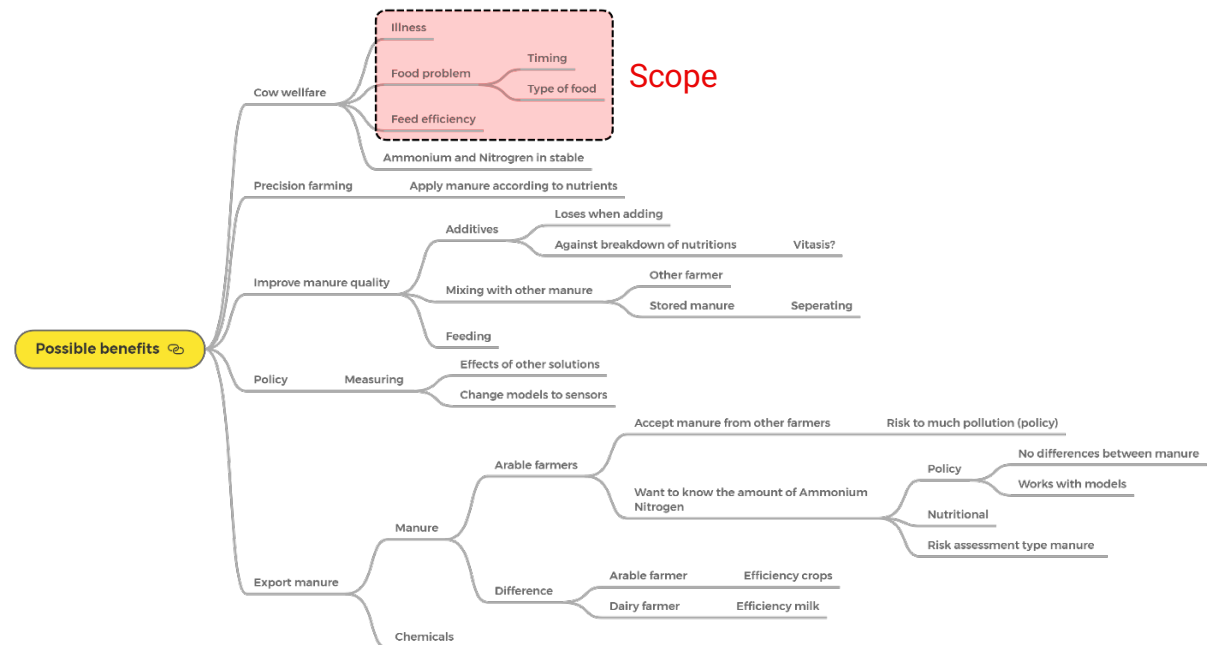 Illness
Food problem
Timing
Type of food
Scope
Cow wellfare
Feed efficiency
Ammonium and Nitrogren in stable
Precision farming
Apply manure according to nutrients
Additives
Loses when adding
Against breakdown of nutritions
Vitasis?
Improve manure quality
Mixing with other manure
Other farmer
Stored manure
Seperating
Feeding
Possible benefits
Policy
Measuring
Effects of other solutions
Change models to sensors
Export manure
Manure
Arable farmers
Accept manure from other farmers
Risk to much pollution (policy)
Want to know the amount of Ammonium
Nitrogen
Policy
No differences between manure
Works with models
Nutritional
Risk assessment type manure
Difference
Arable farmer
Efficiency crops
Dairy farmer
Efficiency milk
Chemicals